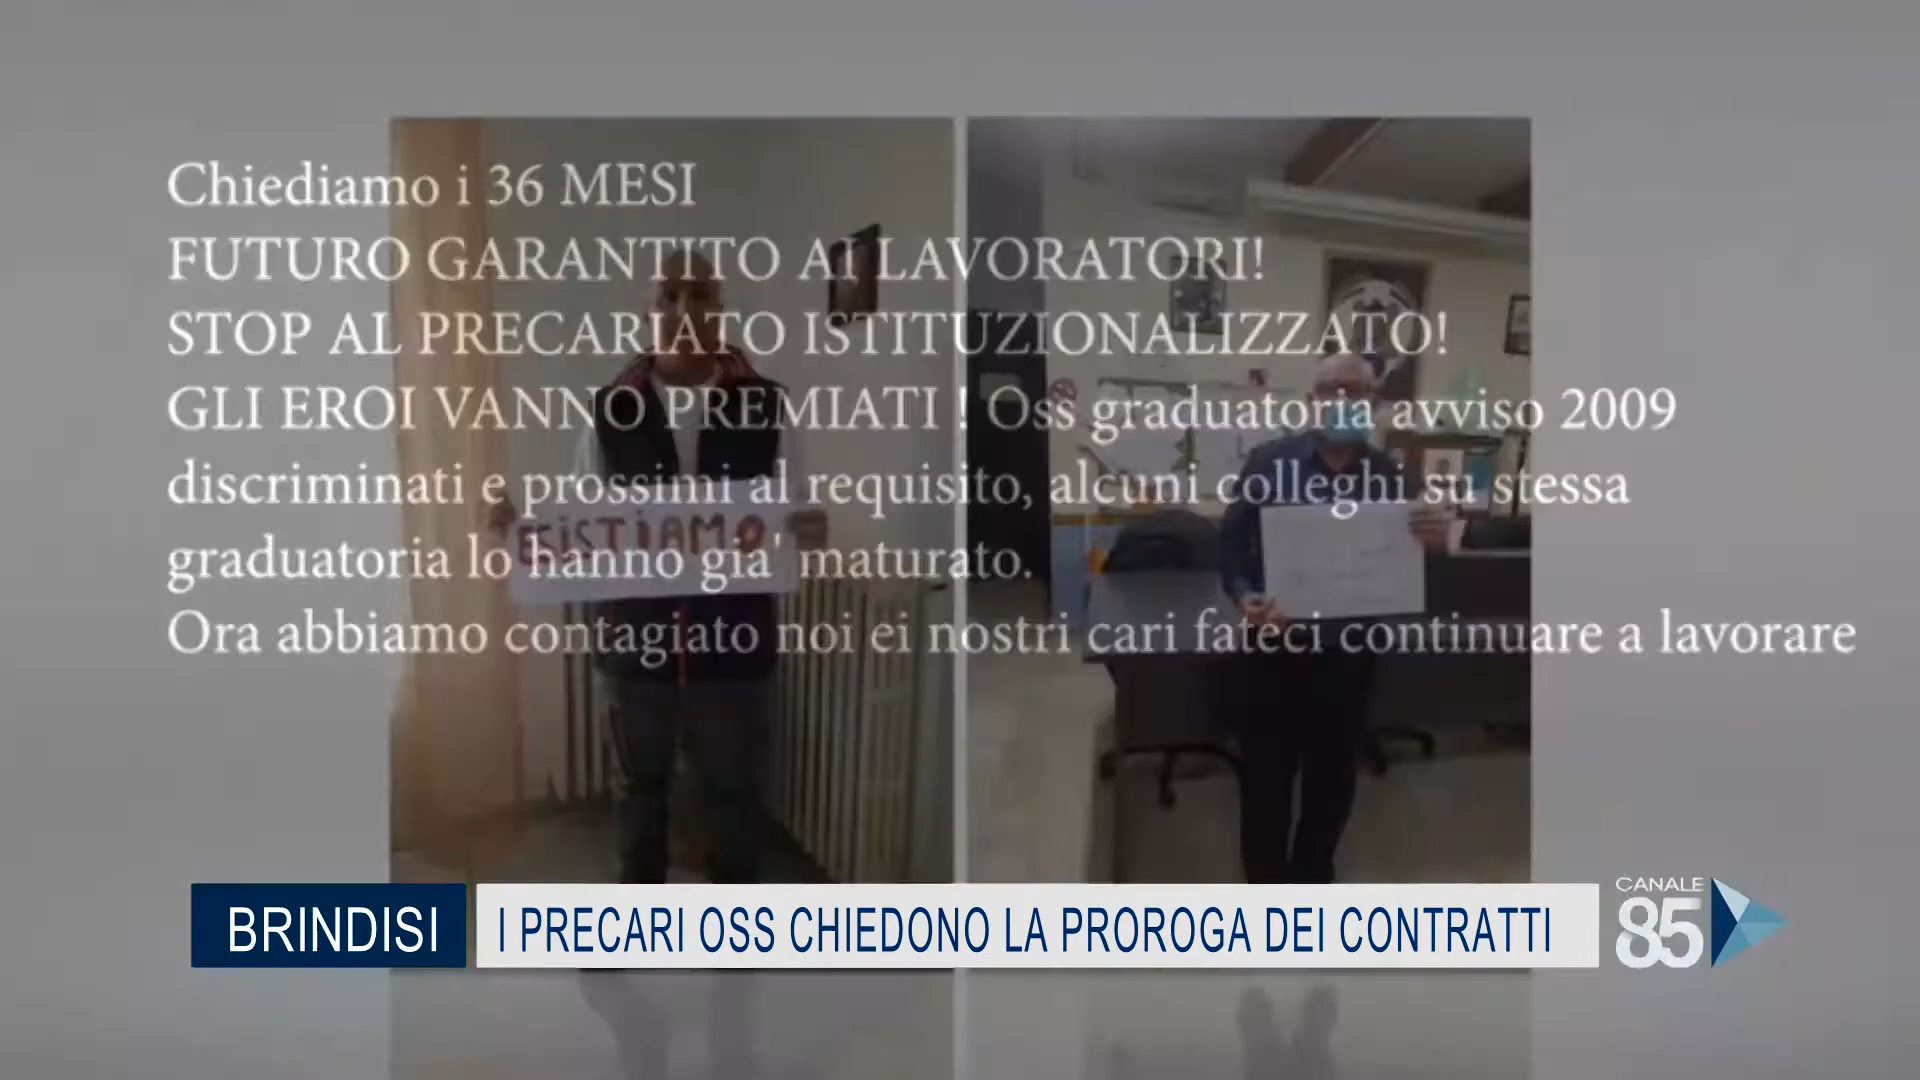 Chiediamo i 36 MESI
FUTURO GARANTITO AI LAVORATORI!
STOP AL PRECARIATO ISTITUZIONALIZZATO!
GLI EROI VANNO PREMIATI ! Oss graduatoria avviso 2009
discriminati e prossimi al requisito, alcuni colleghi su stessa
graduatoria lo hanno gia' maturato.
Ora abbiamo contagiato noi ei nostri cari fateci continuare a lavorare
ESISTIAMO
BRINDISI
I PRECARI OSS CHIEDONO LA PROROGA DEI CONTRATTI
CANALE
85